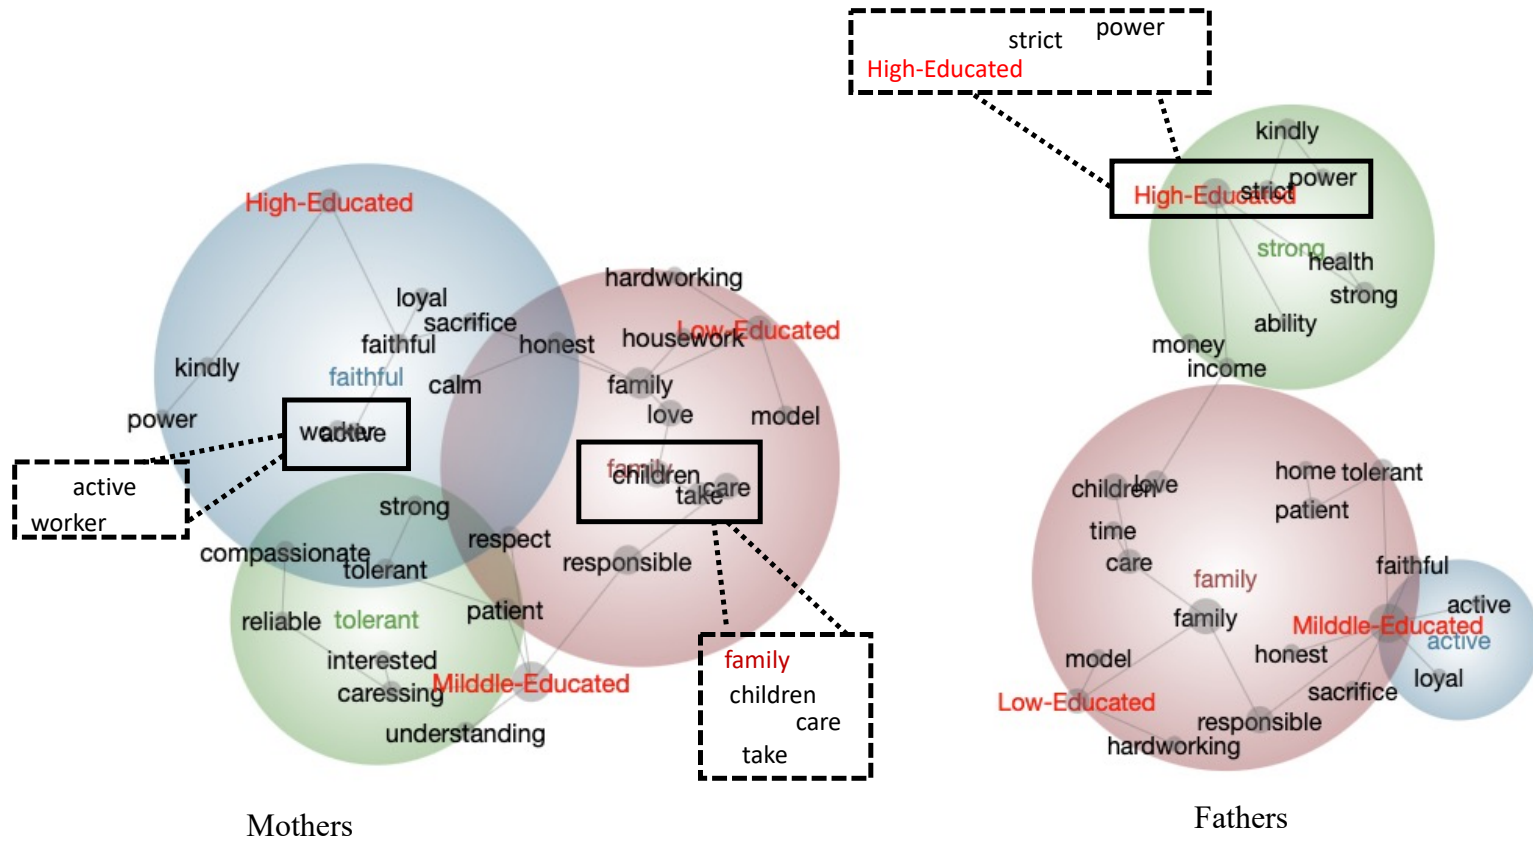 High-Educated
loyal
sacrifice
faithful
kindly
faithful
calm
power
worker
active
active
worker
hardworking
Low-Educated
housework
honest
family
love
model
family
children
take
care
responsible
strong
respect
compassionate
tolerant
patient
reliable
tolerant
interested
caressing
Milddle-Educated
understanding
family
children
care
take
Mothers
power
strict
High-Educated
kindly
power
High-Educated
strict
strong
health
strong
ability
money
income
home
tolerant
children
love
patient
time
care
faithful
family
family
active
Milddle-Educated
active
honest
model
loyal
sacrifice
Low-Educated
responsible
hardworking
Fathers